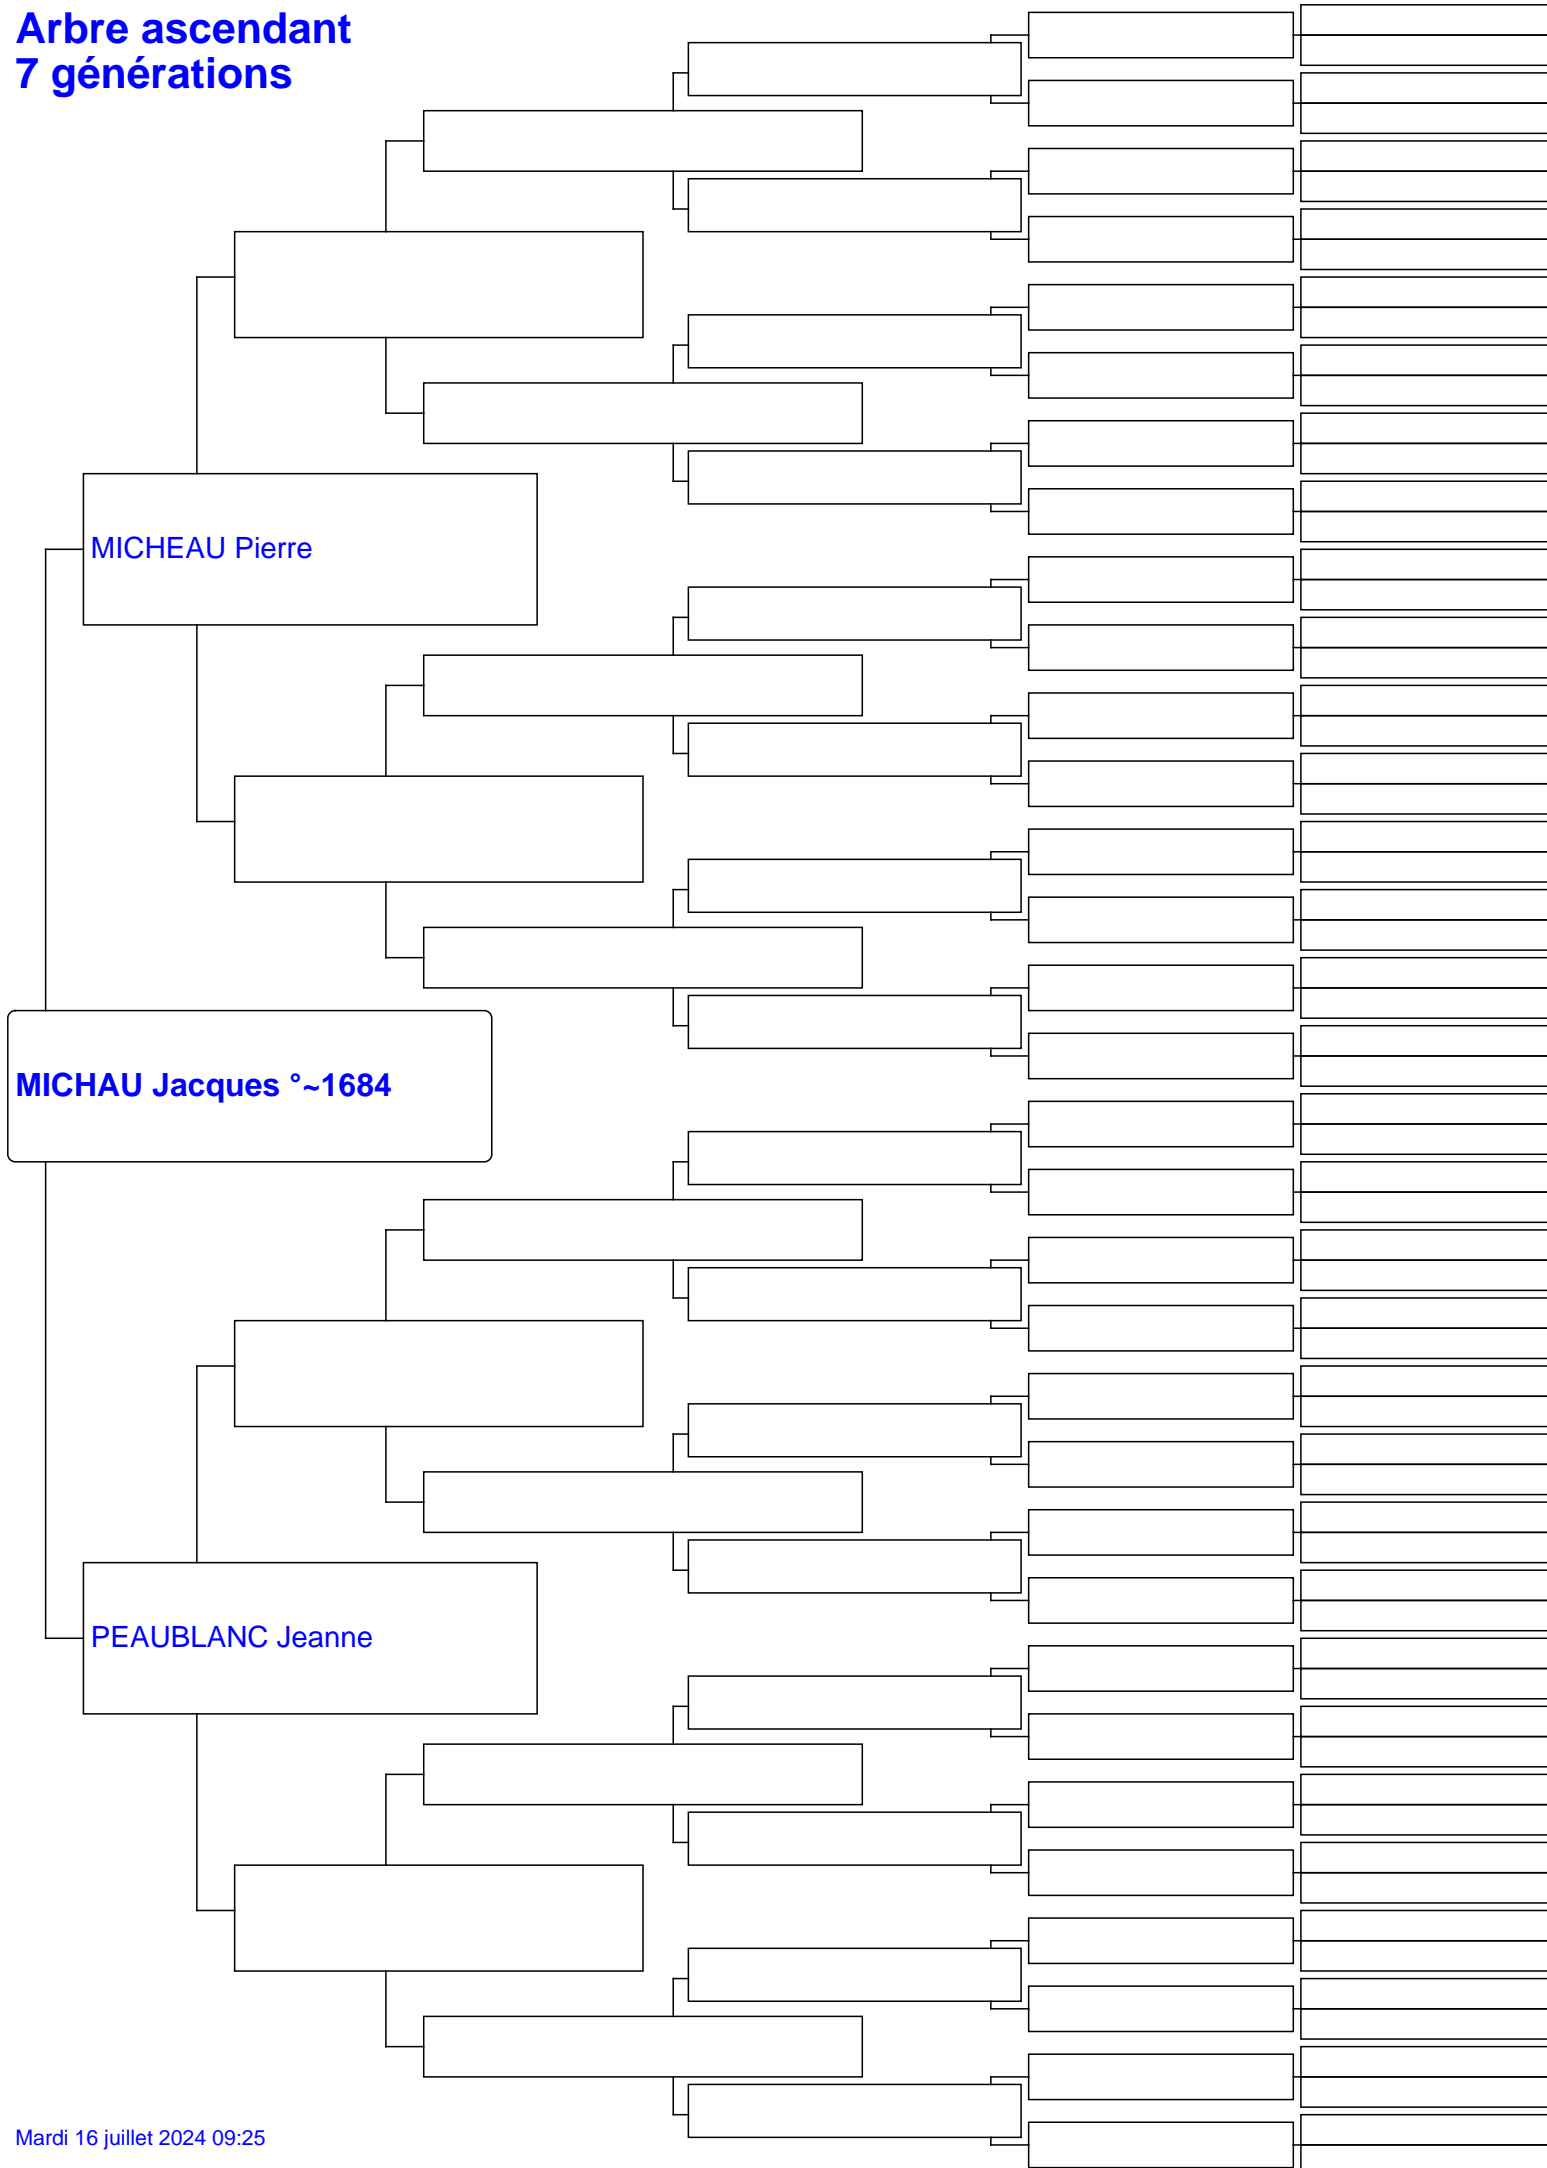 Arbre ascendant
7 générations
MICHEAU Pierre
MICHAU Jacques °~1684
PEAUBLANC Jeanne
Mardi 16 juillet 2024 09:25